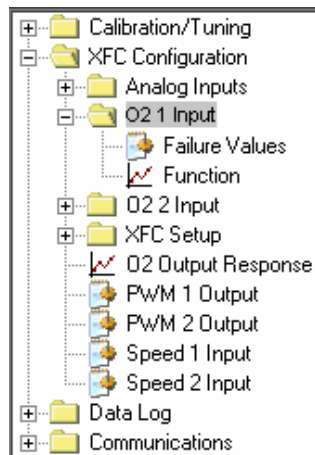 Calibration/Tuning
XFC Configuration
Analog Inputs
O2 1 Input
Failure Values
Function
O2 2 Input
XFC Setup
O2 Output Response
PWM 1 Output
PWM 2 Output
Speed 1 Input
Speed 2 Input
Data Log
Communications